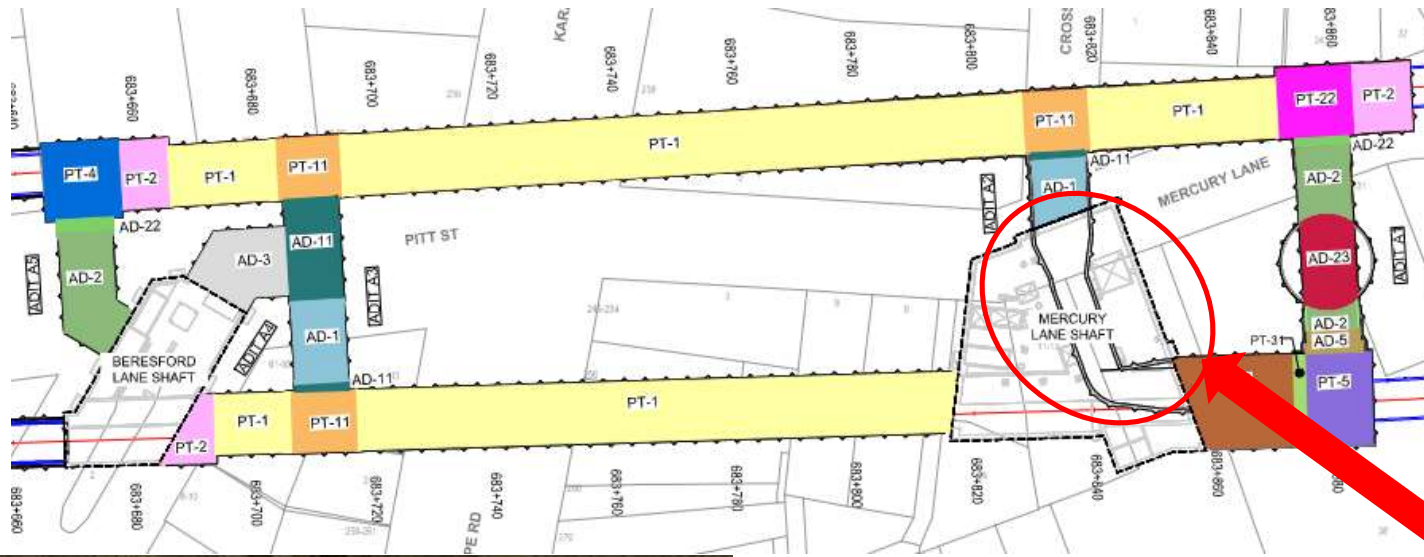 KARA
CROSS
683+640
683+660
683+680
683+700
683+720
683+740
683+760
683+780
683+800
683+820
683+840
683+860
PT-4
PT-2
PT-1
PT-11
PT-1
PT-11
PT-1
PT-22
PT-2
AD-22
AD-11
AD-22
AD-2
AD-3
AD-11
AD-1
AD-2
ADIT A5
ADIT A3
ADIT A2
ADIT A1
ADIT A4
PITT ST
MERCURY LANE
AD-23
AD-1
AD-11
BERESFORD
LANE SHAFT
MERCURY
LANE SHAFT
PT-31
AD-2
AD-5
PT-5
PT-2
PT-1
PT-11
PT-1
683+660
683+680
683+700
683+720
683+740
683+760
683+780
683+800
683+820
683+840
683+860
PE RD